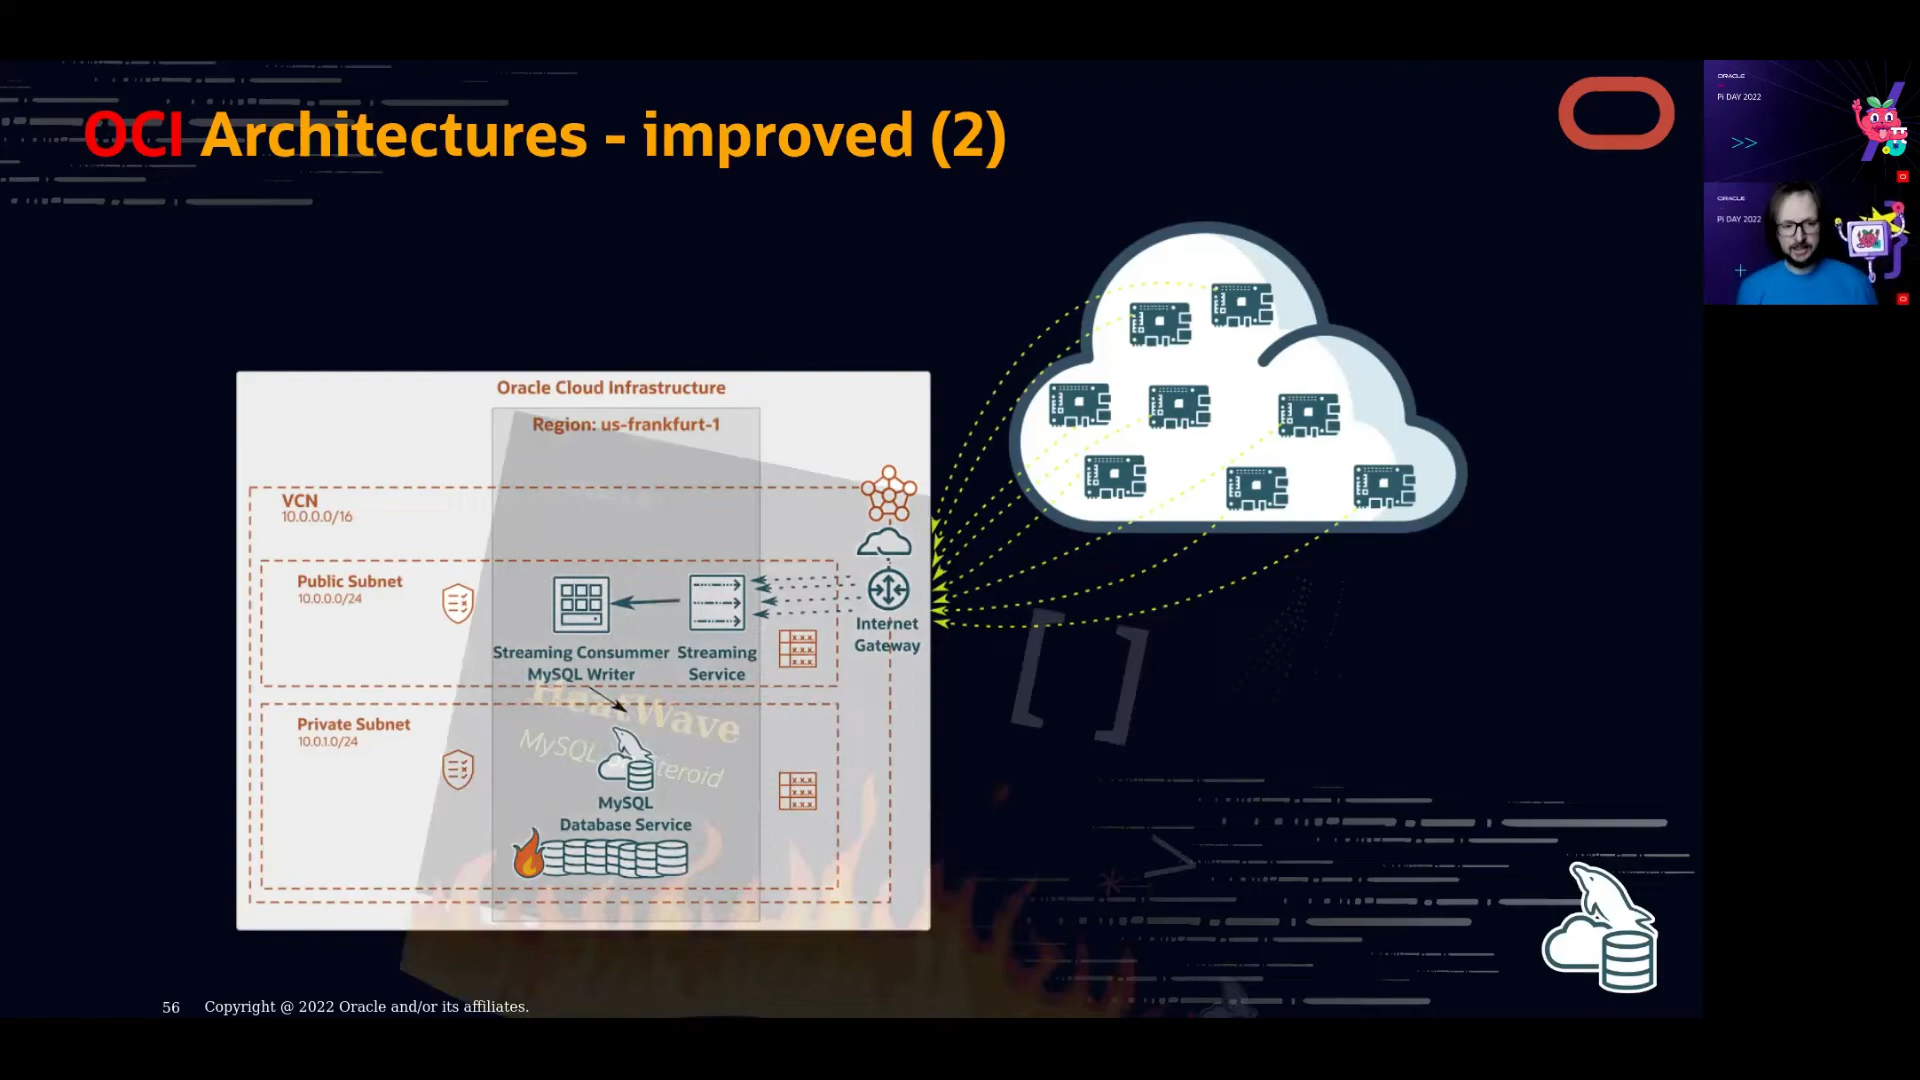 OCI Architectures - improved (2)
ORACLE
Pi DAY 2022
>>
ORACLE
Pi DAY 2022
Oracle Cloud Infrastructure
Region: us-frankfurt-1
VCN
10.0.0.0/16
Public Subnet
10.0.0.0/24
Streaming Consummer
MySQL Writer
Streaming
Service
Internet
Gateway
Private Subnet
10.0.1.0/24
HeatWave
MySQL
MySQL
Database Service
56 Copyright @ 2022 Oracle and/or its affiliates.